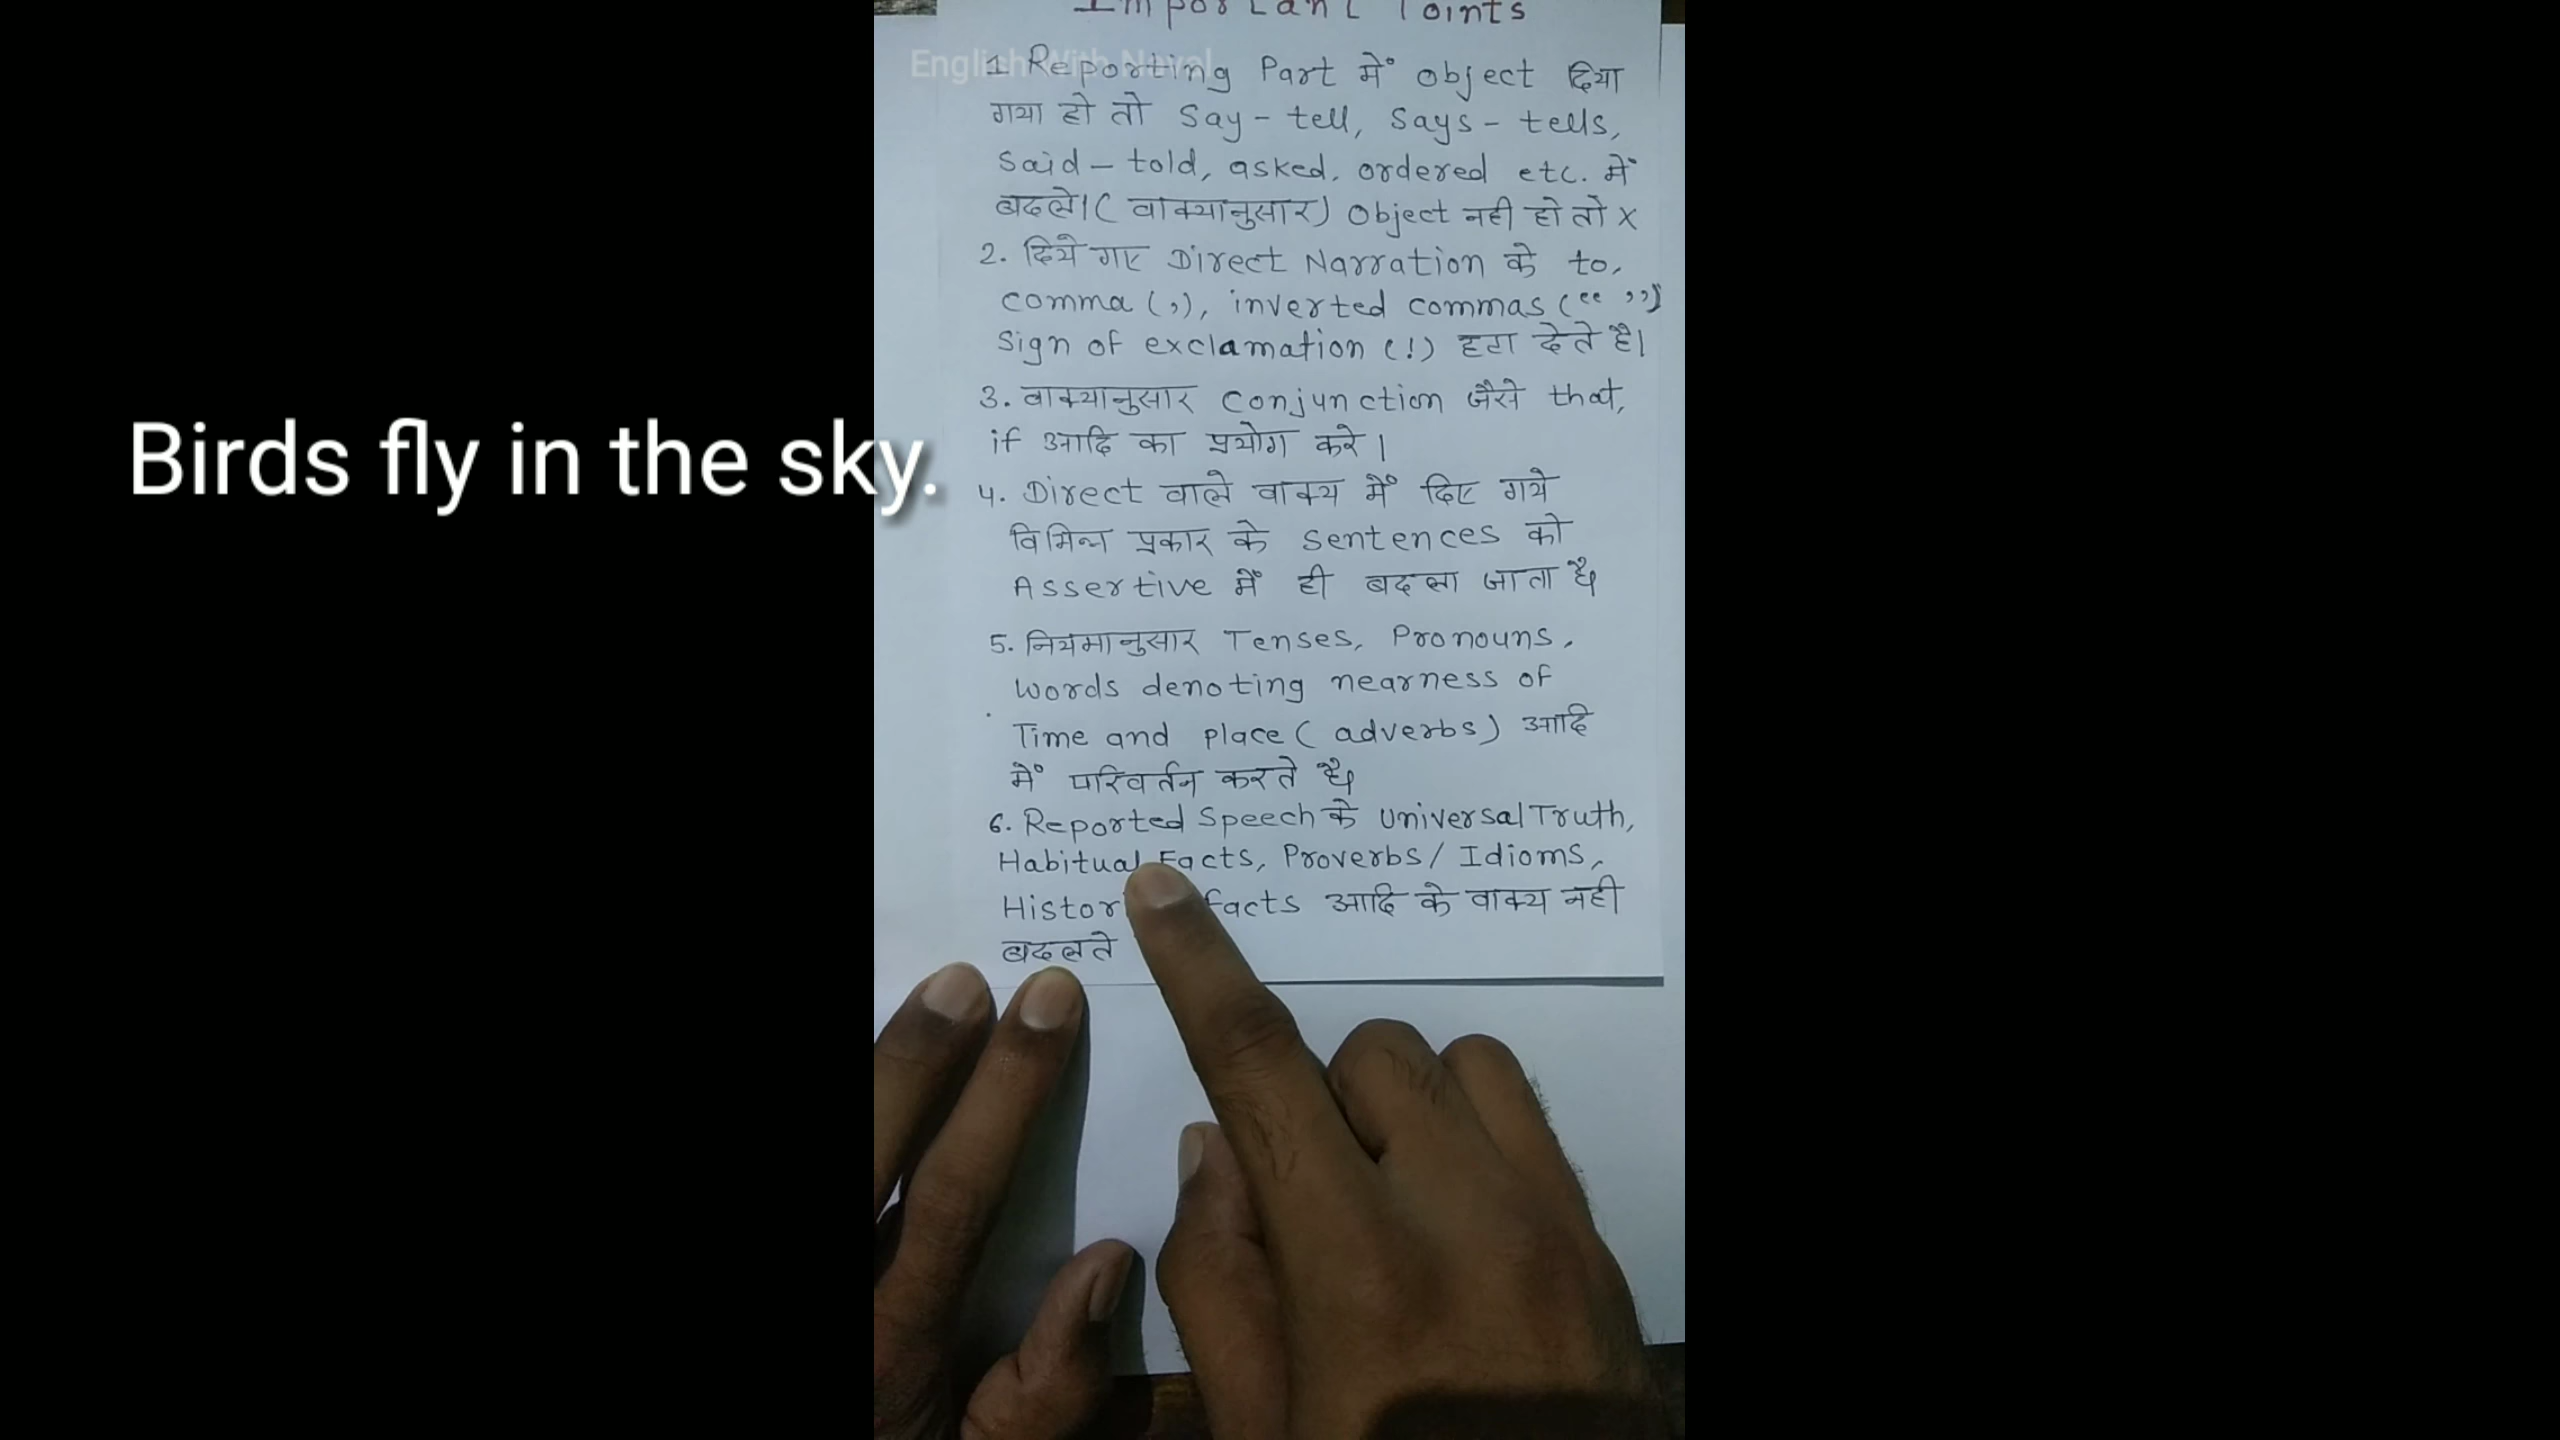 Important Points
English With Novel
1 Reporting Part में object दिया
गया हो तो Say - tell, Says - tells,
Said - told, asked, ordered etc. में
बदले। (वाक्यानुसार) Object नही हो तो x
2. दिये गए Direct Narration के to,
comma (,), inverted commas (“ ”)
Sign of exclamation (!) हटा देते है।
3. वाक्यानुसार conjunction जैसे that,
if आदि का प्रयोग करे।
Birds fly in the sky.
4. Direct वाले वाक्य में दिए गये
विभिन्न प्रकार के Sentences को
Assertive में ही बदला जाता है।
5. नियमानुसार Tenses, Pronouns,
words denoting nearness of
Time and place (adverbs) आदि
में परिवर्तन करते है।
6. Reported Speech के Universal Truth,
Habitual Facts, Proverbs / Idioms,
Histor facts आदि के वाक्य नही
बदलते